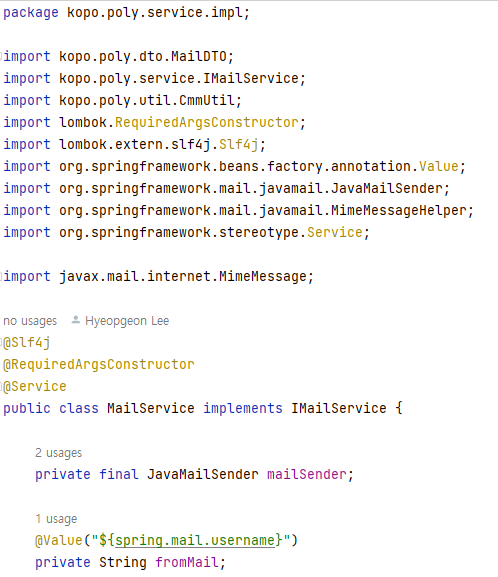 package kopo.poly.service.impl;
import kopo.poly.dto.MailDTO;
import kopo.poly.service.IMailService;
import kopo.poly.util.CmmUtil;
import lombok.RequiredArgsConstructor;
import lombok.extern.slf4j.Slf4j;
import org.springframework.beans.factory.annotation.Value;
import org.springframework.mail.javamail.JavaMailSender;
import org.springframework.mail.javamail.MimeMessageHelper;
import org.springframework.stereotype.Service;
import javax.mail.internet.MimeMessage;
no usages Hyeopgeon Lee
@Slf4j
@RequiredArgsConstructor
@Service
public class MailService implements IMailService {
2 usages
private final JavaMailSender mailSender;
1 usage
@Value("${spring.mail.username}")
private String fromMail;